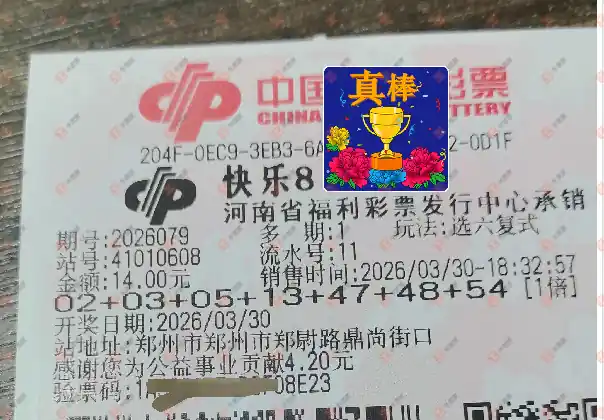 中国 彩票
真棒
CHINA TTERY
204F-0EC9-3EB3-6A 2-0D1F
快乐8
河南省福利彩票发行中心承销
期号:2026079 多期:1 玩法:选六复式
站号:41010608 流水号:11
金额:14.00元 销售时间:2026/03/30-18:32:57
02+03+05+13+47+48+54 [1倍]
开奖日期:2026/03/30
站地址:郑州市郑州市郑尉路鼎尚街口
感谢您为公益事业贡献4.20元
验票码:1 08E23